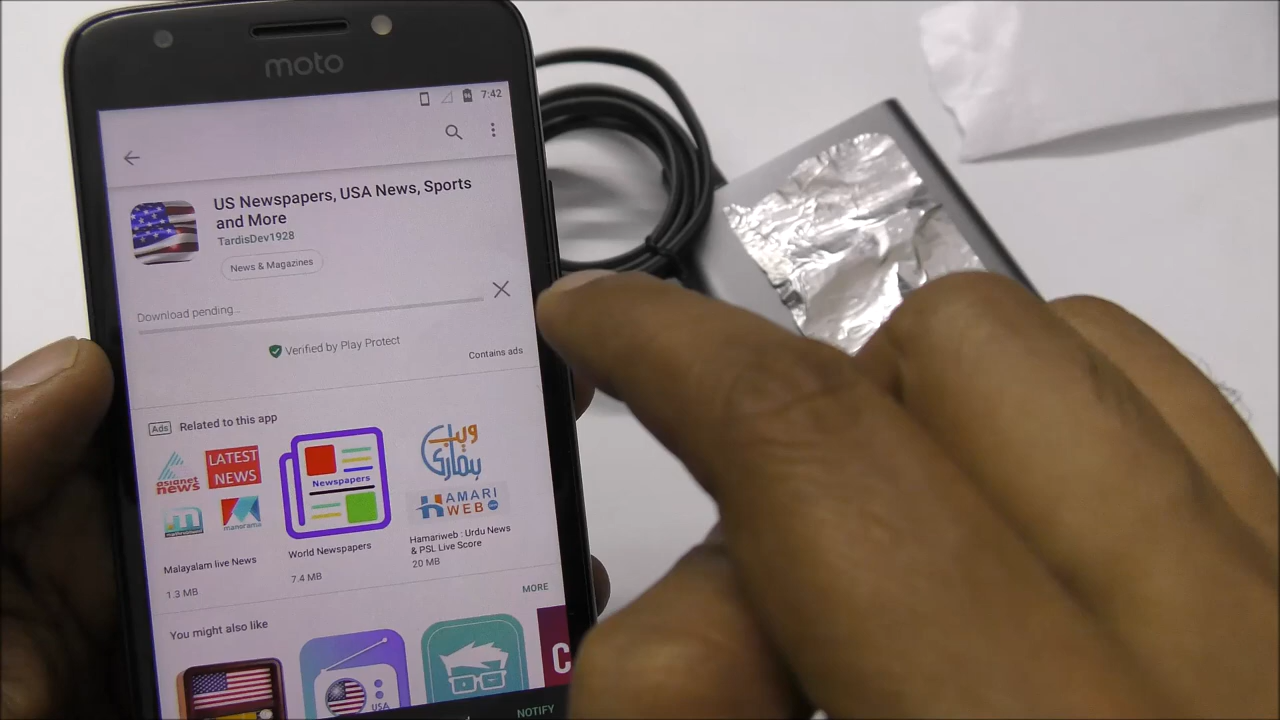 moto
7:42
US Newspapers, USA News, Sports
and More
TardisDev1928
News & Magazines
Download pending...
Verified by Play Protect
Contains ads
Ads Related to this app
asianet
news
LATEST
NEWS
manorama
Newspapers
ویب
ہماری
HAMARI
WEB
Malayalam live News
1.3 MB
World Newspapers
7.4 MB
Hamariweb : Urdu News
& PSL Live Score
20 MB
MORE
You might also like
USA
C
NOTIFY